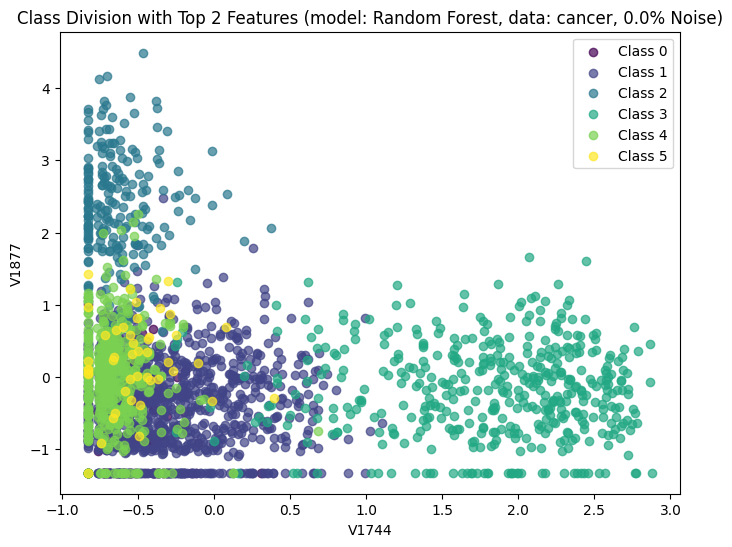 Class Division with Top 2 Features (model: Random Forest, data: cancer, 0.0% Noise)
Class 0
Class 1
Class 2
Class 3
Class 4
Class 5
V1877
4
3
2
1
0
−1
−1.0 −0.5 0.0 0.5 1.0 1.5 2.0 2.5 3.0
V1744